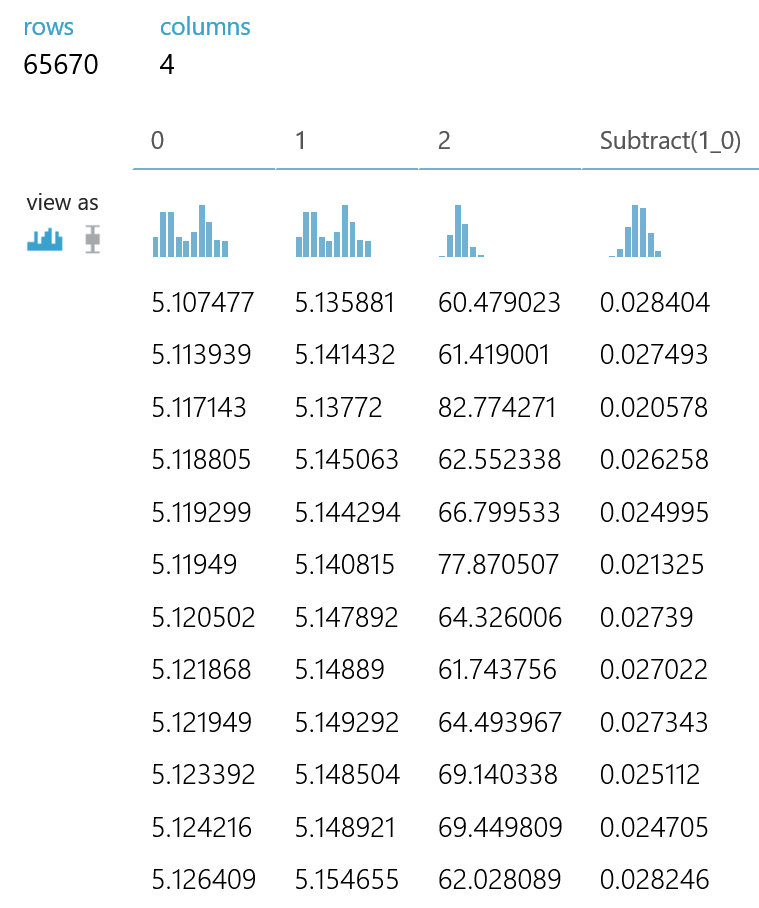 rows columns
65670 4
0 1 2 Subtract(1_0)
view as
5.107477 5.135881 60.479023 0.028404
5.113939 5.141432 61.419001 0.027493
5.117143 5.13772 82.774271 0.020578
5.118805 5.145063 62.552338 0.026258
5.119299 5.144294 66.799533 0.024995
5.11949 5.140815 77.870507 0.021325
5.120502 5.147892 64.326006 0.02739
5.121868 5.14889 61.743756 0.027022
5.121949 5.149292 64.493967 0.027343
5.123392 5.148504 69.140338 0.025112
5.124216 5.148921 69.449809 0.024705
5.126409 5.154655 62.028089 0.028246